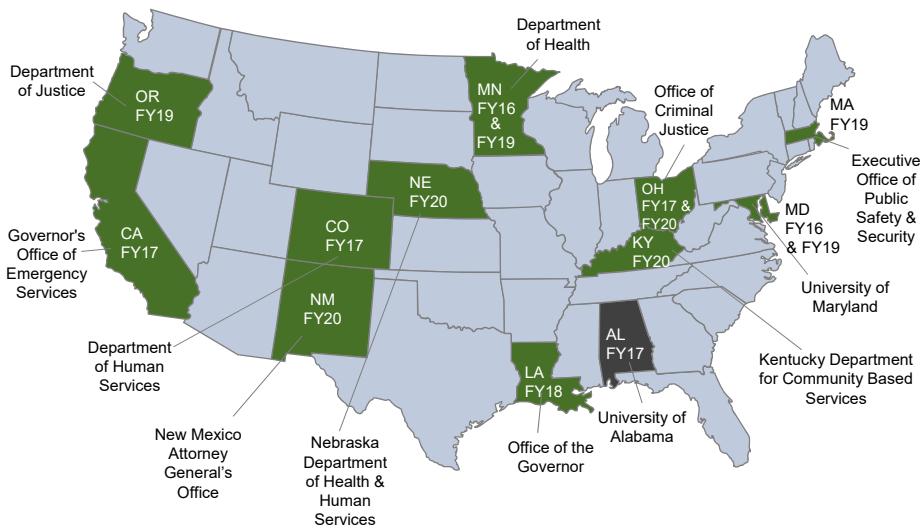 Department
of Health
Department
of Justice
OR
FY19
MN
FY16
&
FY19
Office of
Criminal
Justice
MA
FY19
Executive
Office of
Public
Safety &
Security
NE
FY20
OH
FY17 &
FY20
MD
FY16
& FY19
Governor's
Office of
Emergency
Services
CA
FY17
CO
FY17
KY
FY20
University of
Maryland
NM
FY20
Department
of Human
Services
AL
FY17
Kentucky Department
for Community Based
Services
LA
FY18
New Mexico
Attorney
General’s
Office
Nebraska
Department
of Health &
Human
Services
Office of the
Governor
University of
Alabama